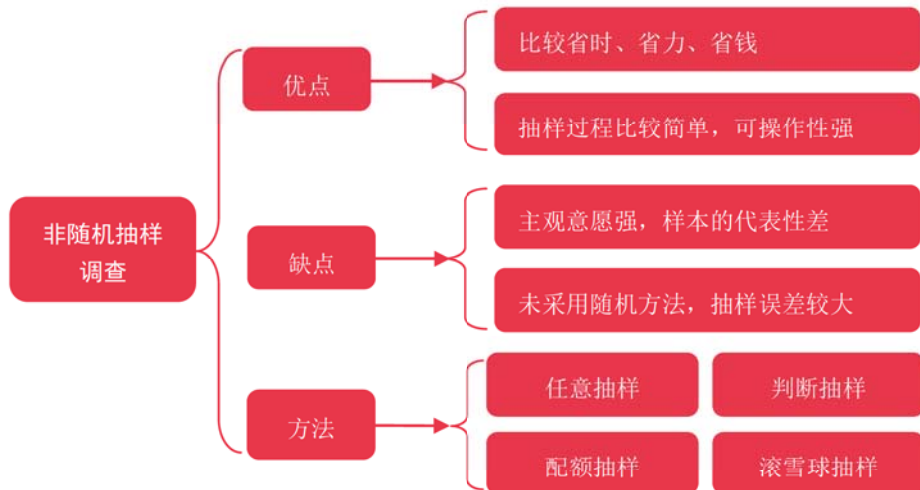 非随机抽样
调查
优点
比较省时、省力、省钱
抽样过程比较简单，可操作性强
缺点
主观意愿强，样本的代表性差
未采用随机方法，抽样误差较大
方法
任意抽样
判断抽样
配额抽样
滚雪球抽样